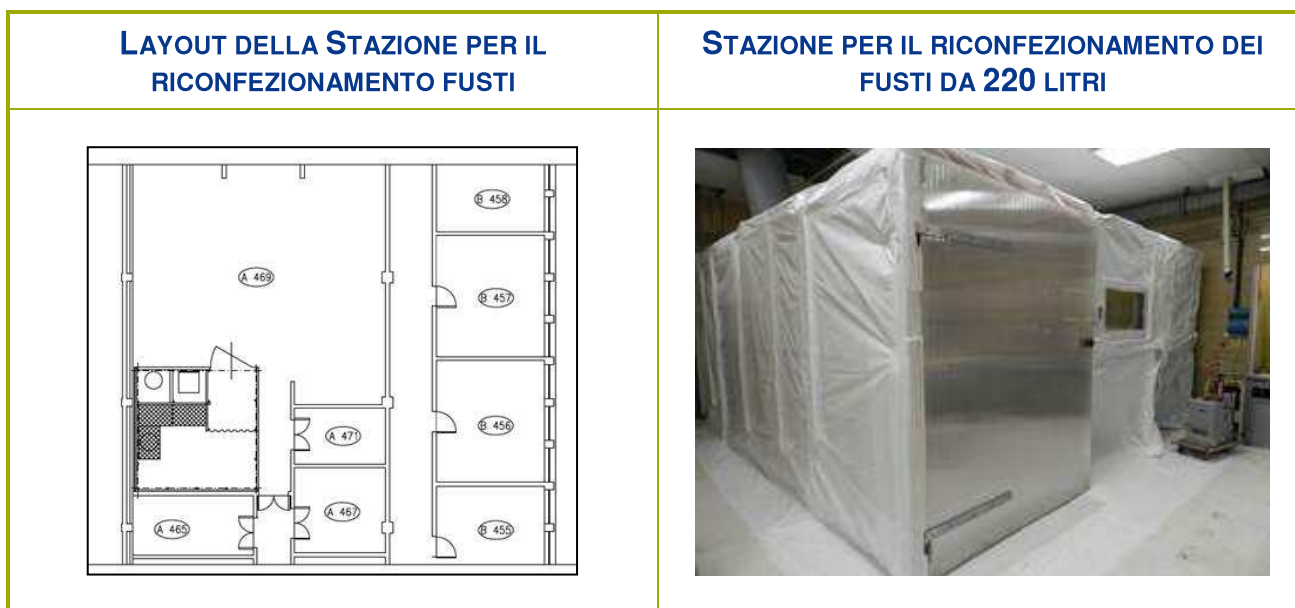 LAYOUT DELLA STAZIONE PER IL
RICONFEZIONAMENTO FUSTI
STAZIONE PER IL RICONFEZIONAMENTO DEI
FUSTI DA 220 LITRI
B 458
A 469
B 457
B 456
A 471
A 467
A 465
B 455